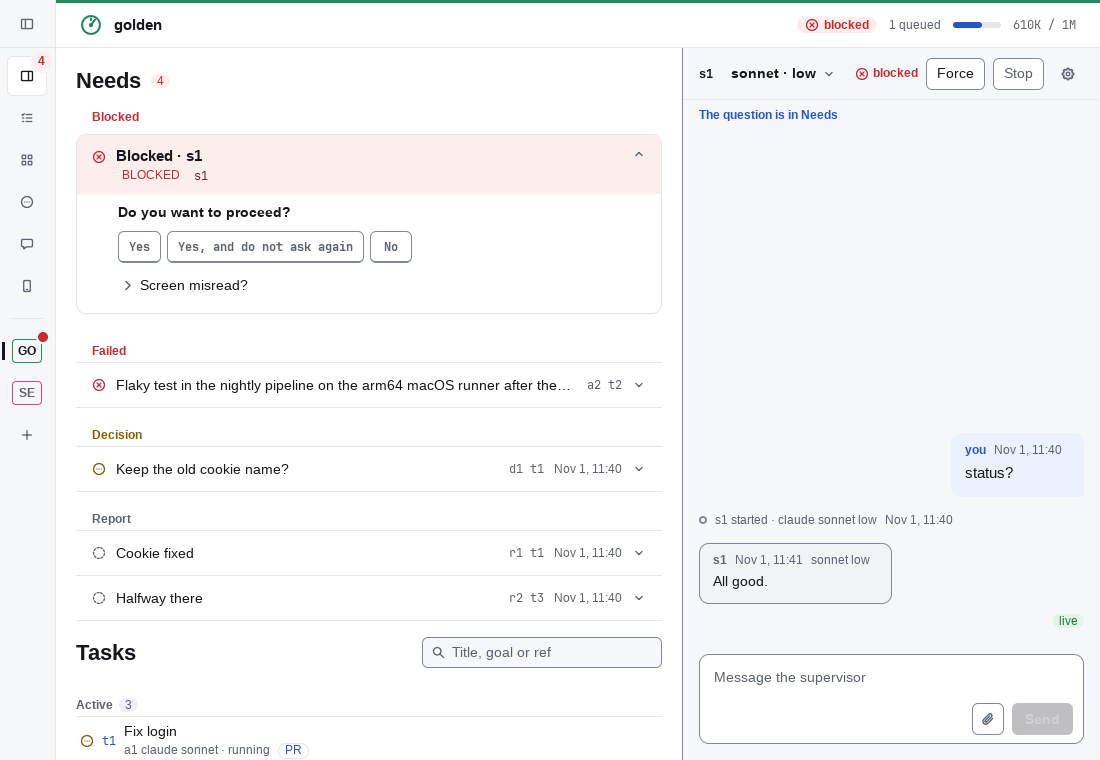 golden
blocked
1 queued
610K / 1M
4
GO
SE
Needs 4
Blocked
Blocked · s1
BLOCKED s1
Do you want to proceed?
Yes
Yes, and do not ask again
No
Screen misread?
Failed
Flaky test in the nightly pipeline on the arm64 macOS runner after the… a2 t2
Decision
Keep the old cookie name? d1 t1 Nov 1, 11:40
Report
Cookie fixed r1 t1 Nov 1, 11:40
Halfway there r2 t3 Nov 1, 11:40
Tasks
Title, goal or ref
Active 3
t1 Fix login
a1 claude sonnet · running PR
s1 sonnet · low blocked Force Stop
The question is in Needs
you Nov 1, 11:40
status?
s1 started · claude sonnet low Nov 1, 11:40
s1 Nov 1, 11:41 sonnet low
All good.
live
Message the supervisor
Send